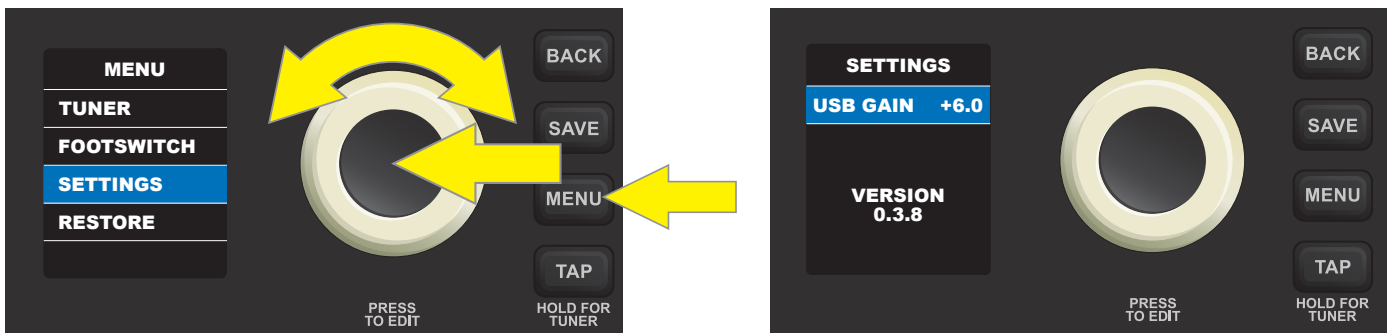 MENU
TUNER
FOOTSWITCH
SETTINGS
RESTORE
BACK
SAVE
MENU
TAP
HOLD FOR
TUNER
PRESS
TO EDIT
SETTINGS
USB GAIN +6.0
VERSION
0.3.8
BACK
SAVE
MENU
TAP
HOLD FOR
TUNER
PRESS
TO EDIT